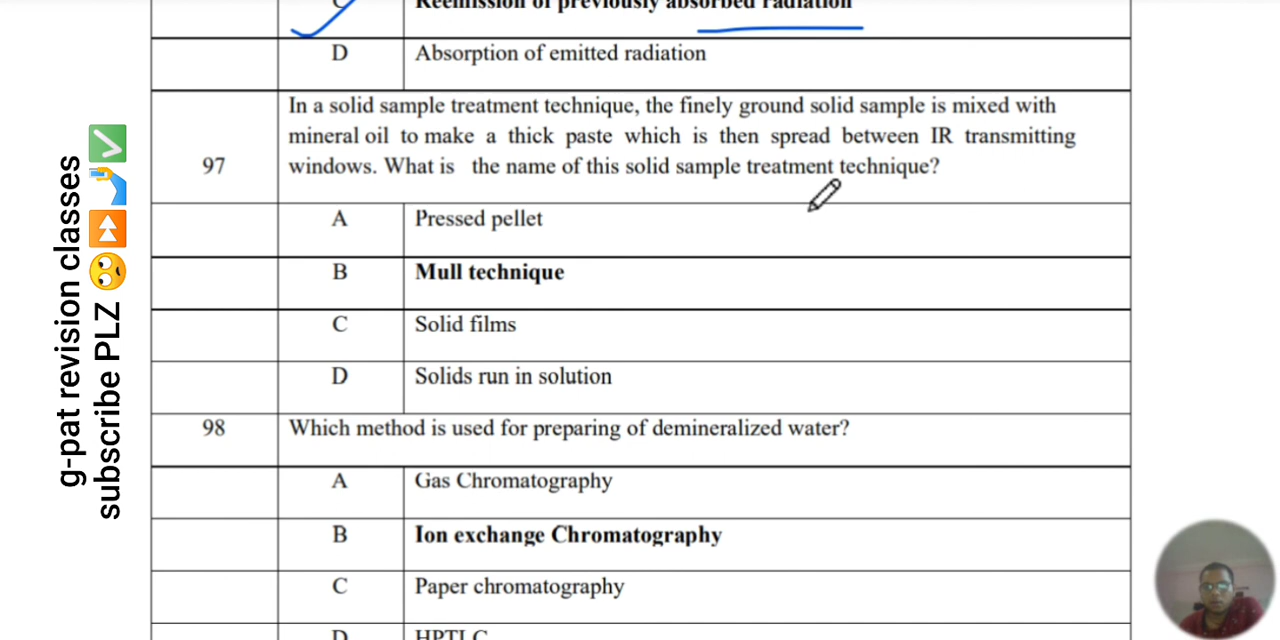 Reemission of previously absorbed radiation
D Absorption of emitted radiation
97 In a solid sample treatment technique, the finely ground solid sample is mixed with
mineral oil to make a thick paste which is then spread between IR transmitting
windows. What is the name of this solid sample treatment technique?
A Pressed pellet
B Mull technique
C Solid films
D Solids run in solution
98 Which method is used for preparing of demineralized water?
A Gas Chromatography
B Ion exchange Chromatography
C Paper chromatography
D HPTLC
g-pat revision classes
subscribe PLZ